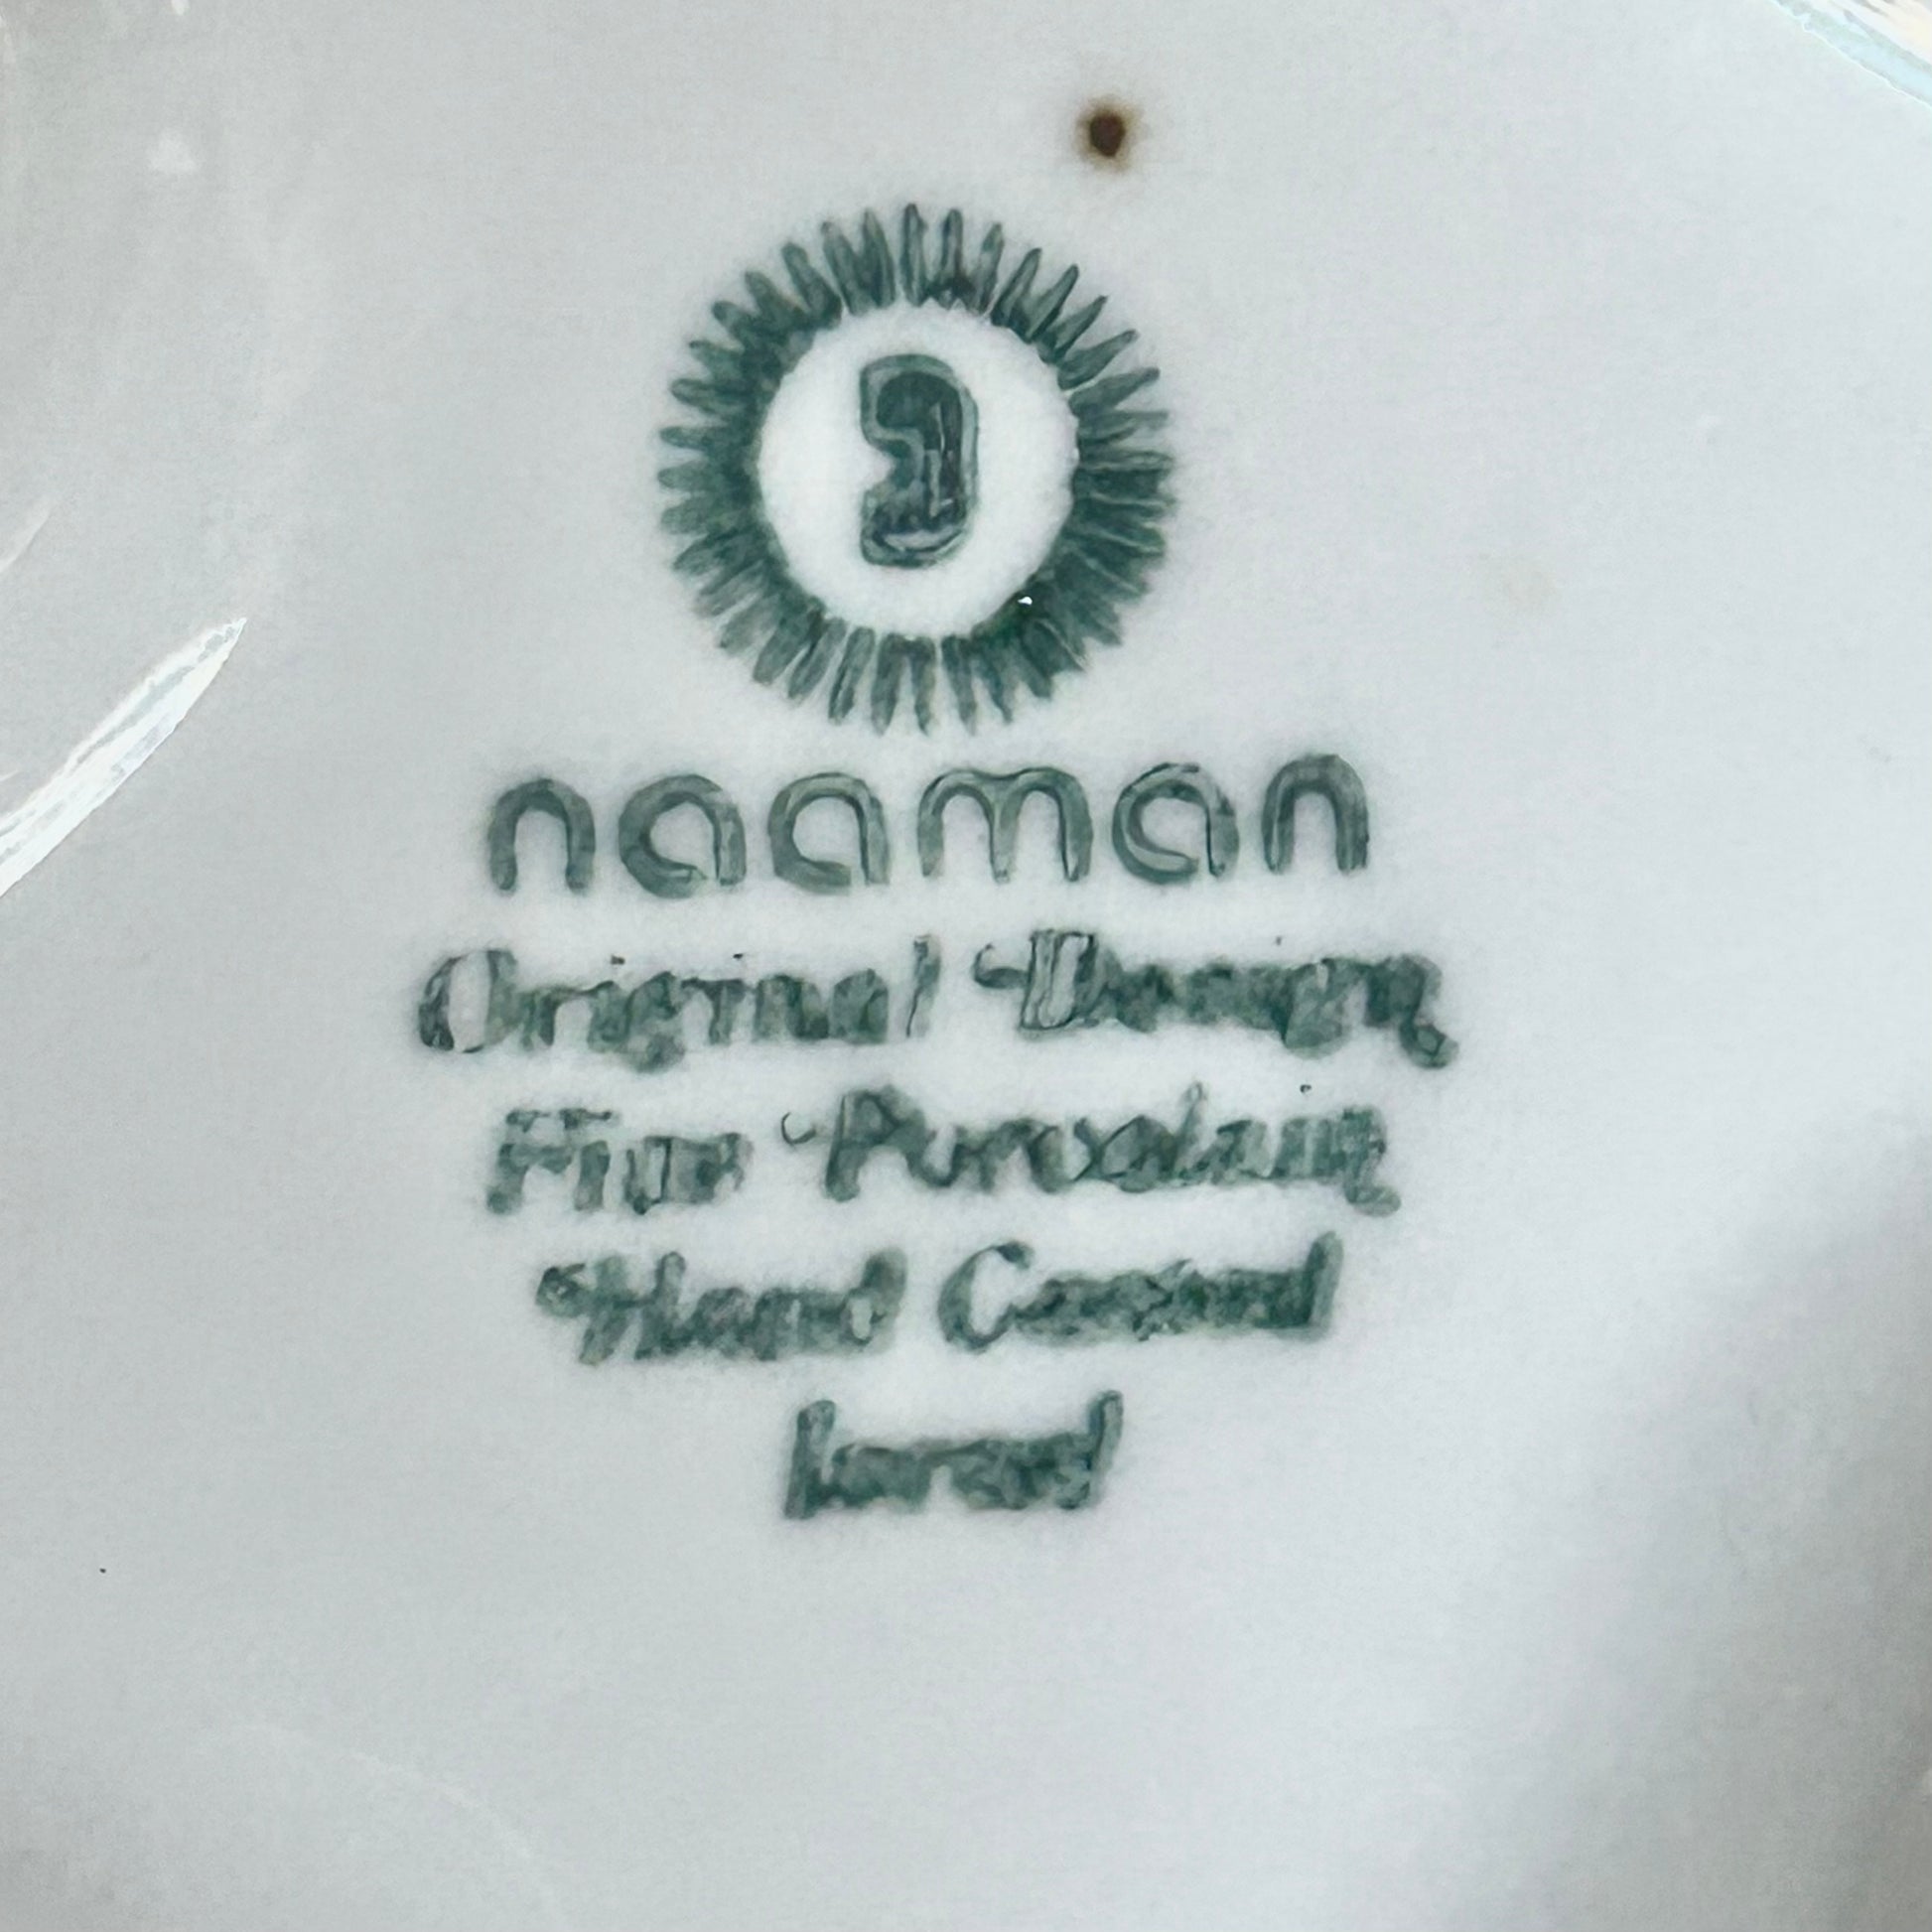 נ
naaman
Original Design
Fine Porcelain
Hand
Israel